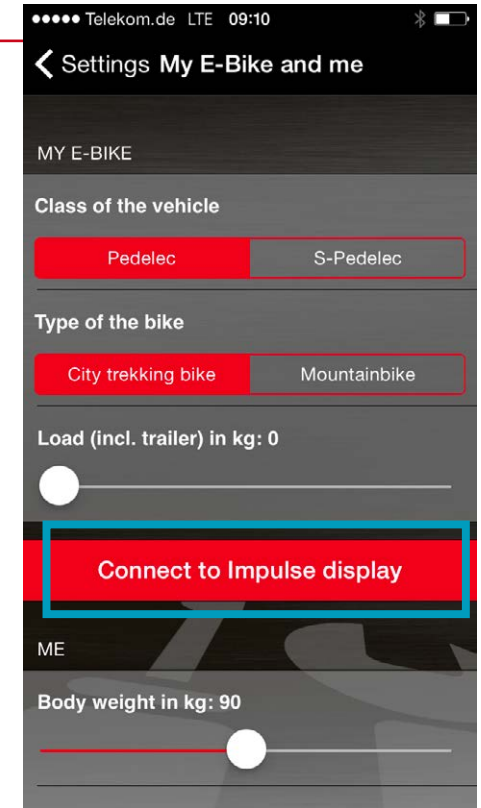 Telekom.de LTE 09:10
Settings My E-Bike and me
MY E-BIKE
Class of the vehicle
Pedelec S-Pedelec
Type of the bike
City trekking bike Mountainbike
Load (incl. trailer) in kg: 0
Connect to Impulse display
ME
Body weight in kg: 90